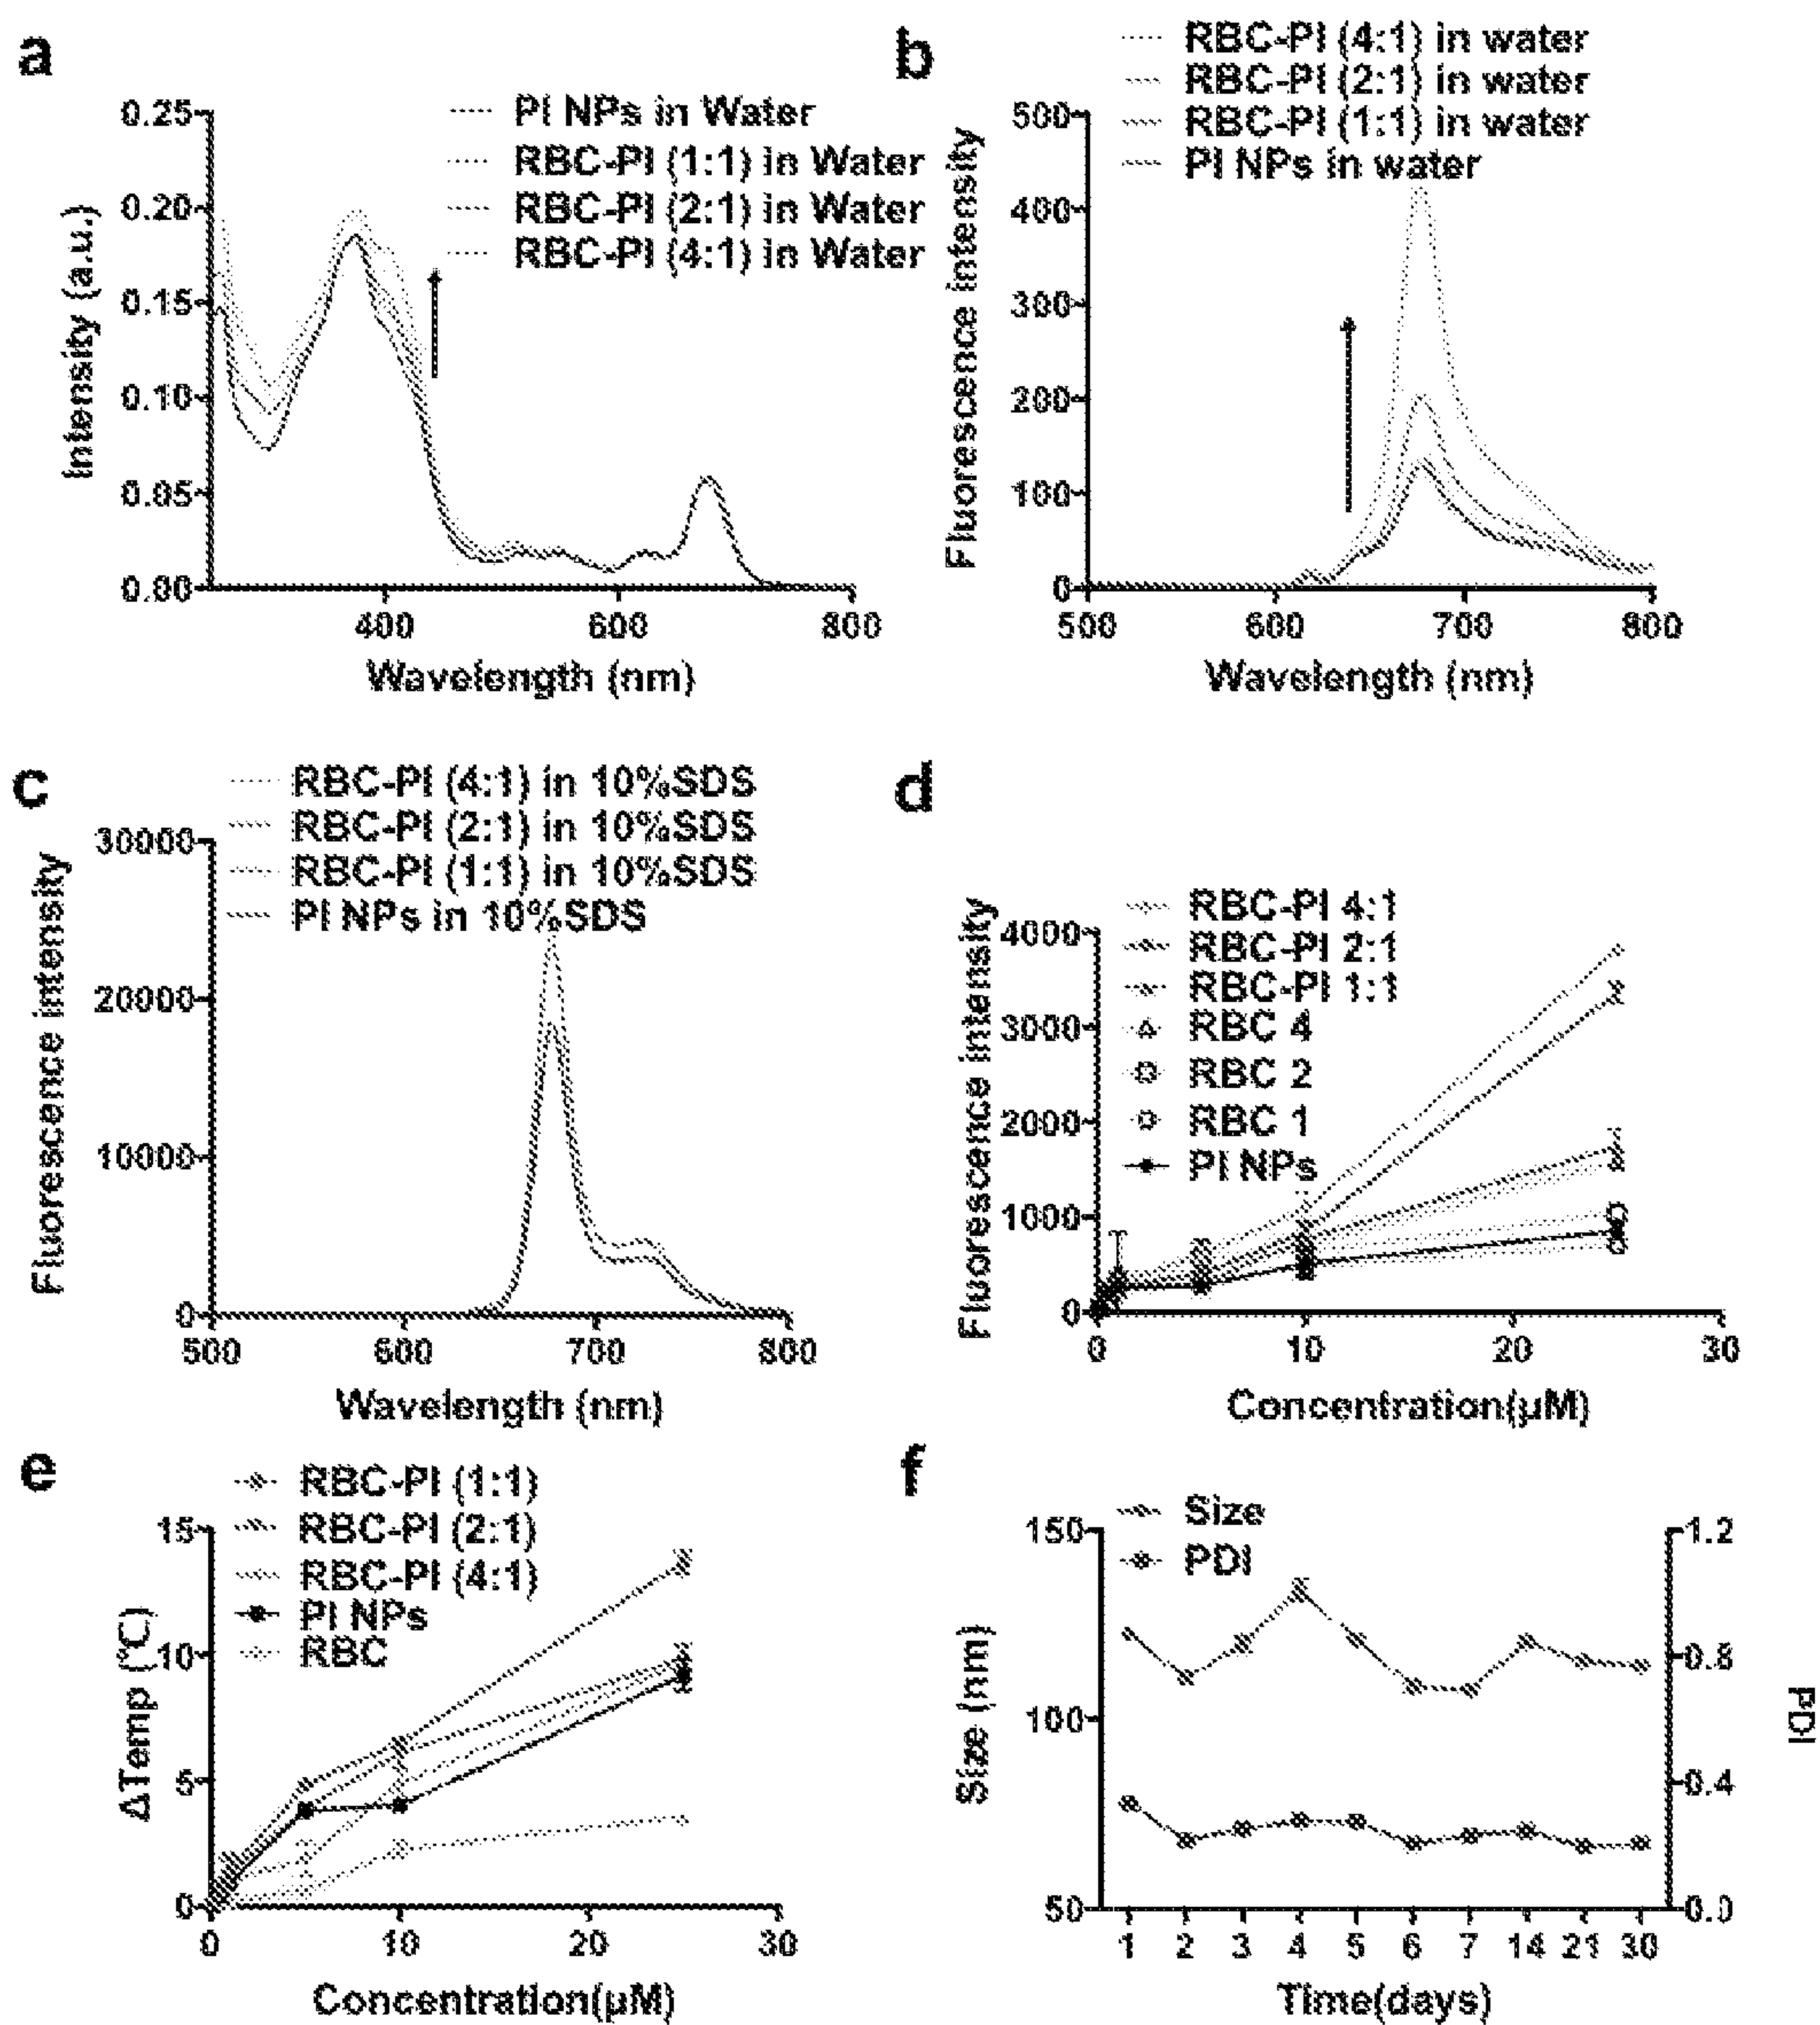 a
PI NPs in Water
RBC-PI (1:1) in Water
RBC-PI (2:1) in Water
RBC-PI (4:1) in Water
0.25
0.20
0.15
0.10
0.05
0.00
Intensity (a.u.)
400 600 800
Wavelength (nm)
b
RBC-PI (4:1) in water
RBC-PI (2:1) in water
RBC-PI (1:1) in water
PI NPs in water
500
400
300
200
100
0
Fluorescence intensity
500 600 700 800
Wavelength (nm)
c
RBC-PI (4:1) in 10%SDS
RBC-PI (2:1) in 10%SDS
RBC-PI (1:1) in 10%SDS
PI NPs in 10%SDS
30000
20000
10000
0
Fluorescence intensity
500 600 700 800
Wavelength (nm)
d
RBC-PI 4:1
RBC-PI 2:1
RBC-PI 1:1
RBC 4
RBC 2
RBC 1
PI NPs
4000
3000
2000
1000
0
Fluorescence intensity
0 10 20 30
Concentration(μM)
e
RBC-PI (1:1)
RBC-PI (2:1)
RBC-PI (4:1)
PI NPs
RBC
15
10
5
0
ΔTemp (℃)
0 10 20 30
Concentration(μM)
f
Size
PDI
150
100
50
Size (nm)
1.2
0.8
0.4
0.0
PDI
1 2 3 4 5 6 7 14 21 30
Time(days)